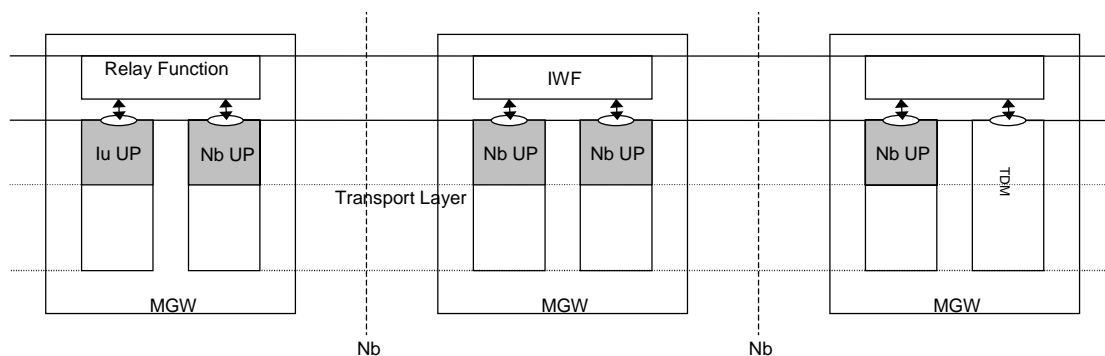 Relay Function
IWF
Iu UP
Nb UP
Nb UP
Nb UP
Nb UP
TDM
Transport Layer
MGW
MGW
MGW
Nb
Nb